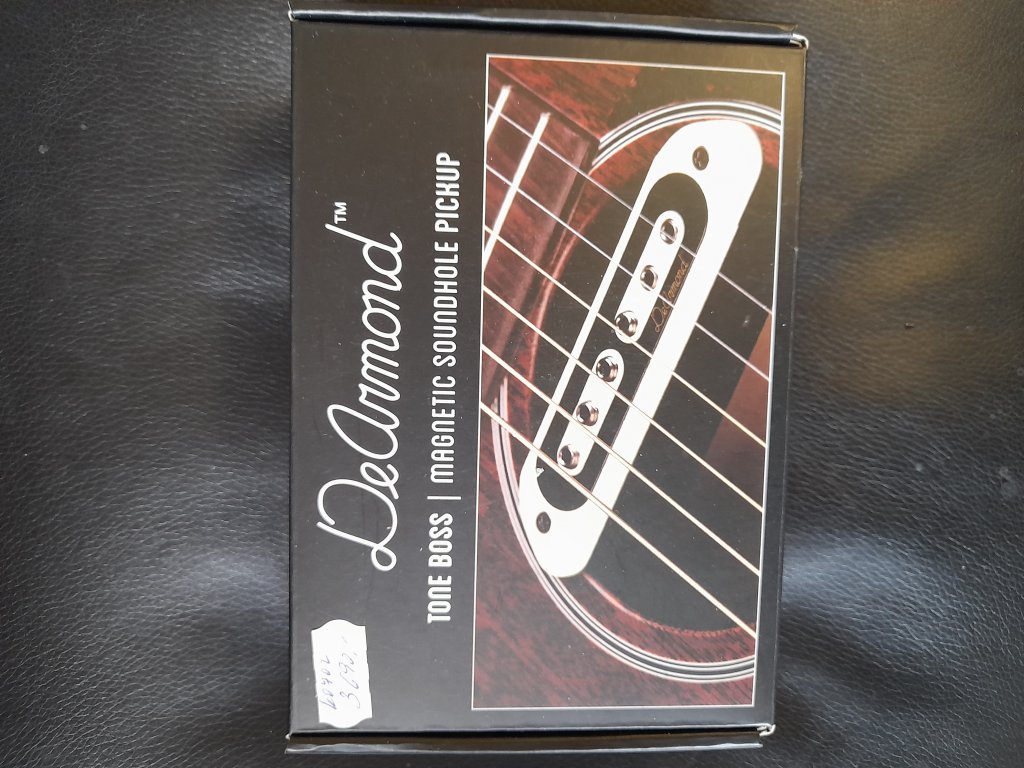 DeArmond™
TONE BOSS | MAGNETIC SOUNDHOLE PICKUP
DeArmond